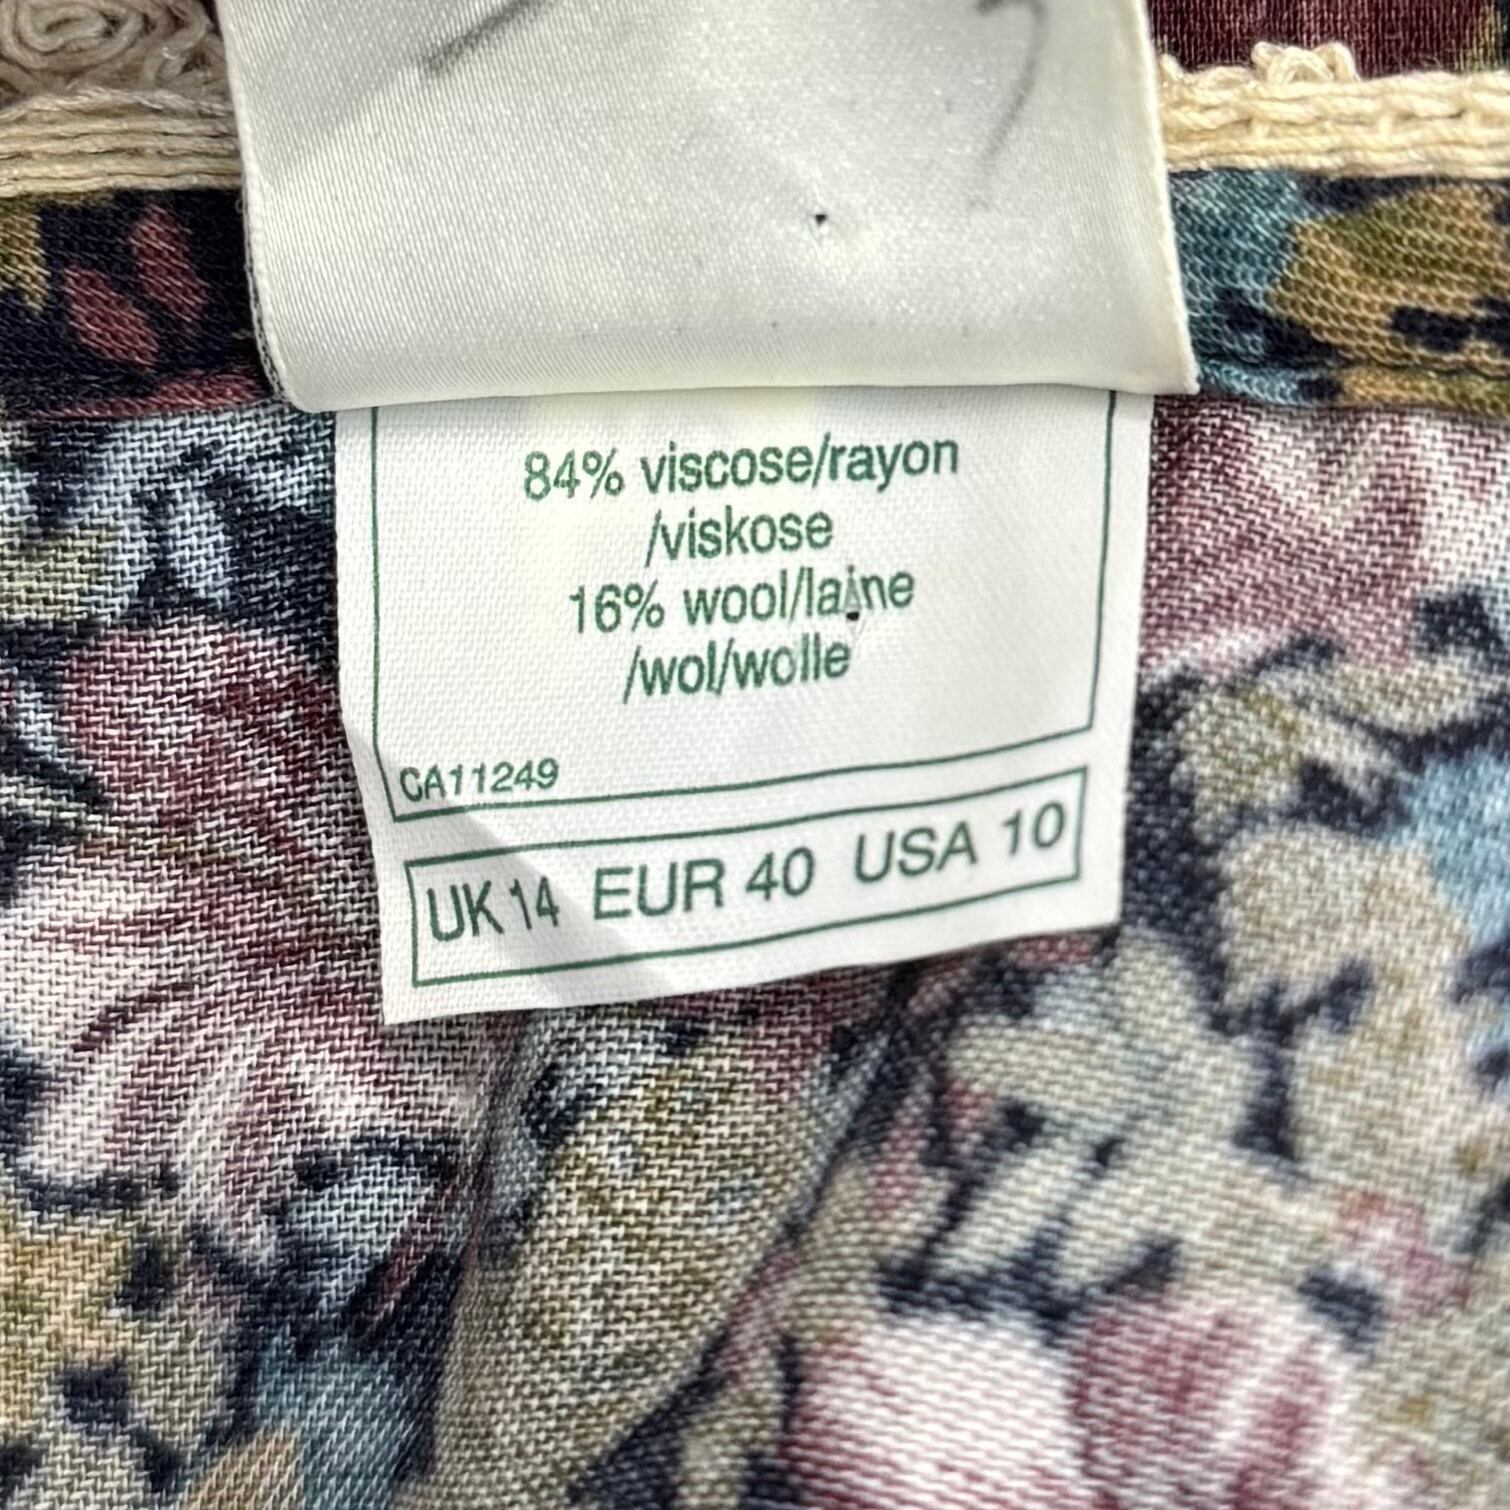 84% viscose/rayon
/viskose
16% wool/laine
/wol/wolle
CA11249
UK 14 EUR 40 USA 10